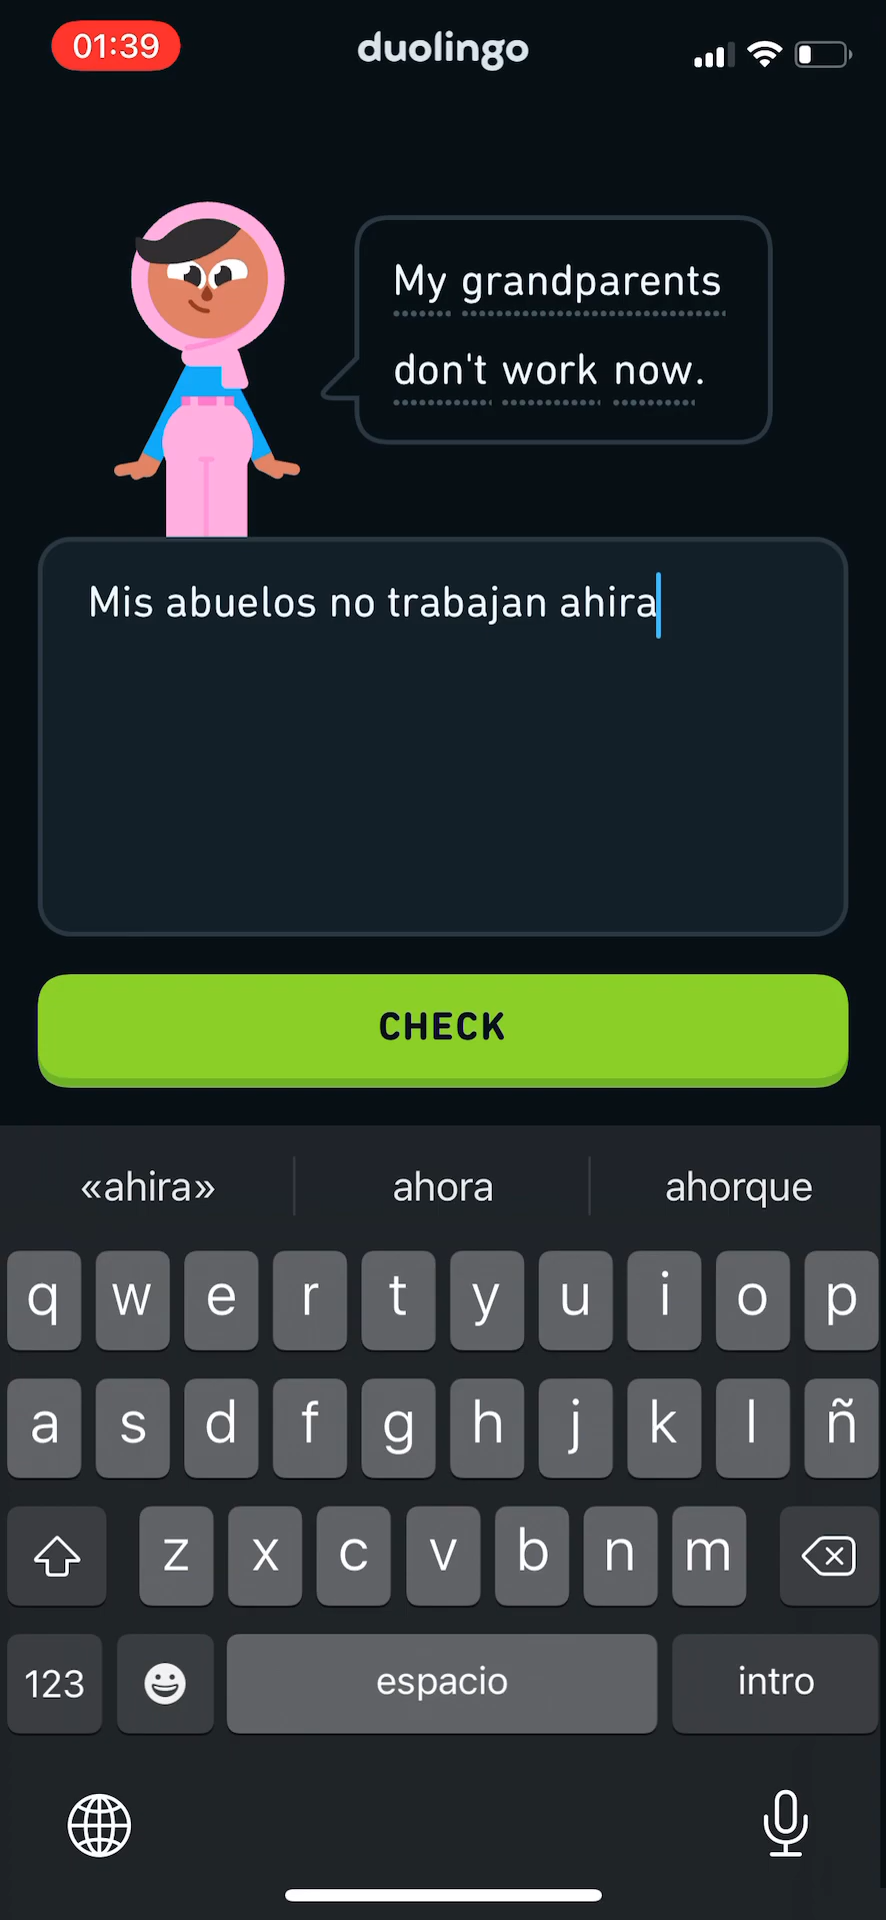 01:39
duolingo
My grandparents
don't work now.
Mis abuelos no trabajan ahira
CHECK
«ahira» ahora ahorque
q w e r t y u i o p
a s d f g h j k l ñ
z x c v b n m
123 espacio intro